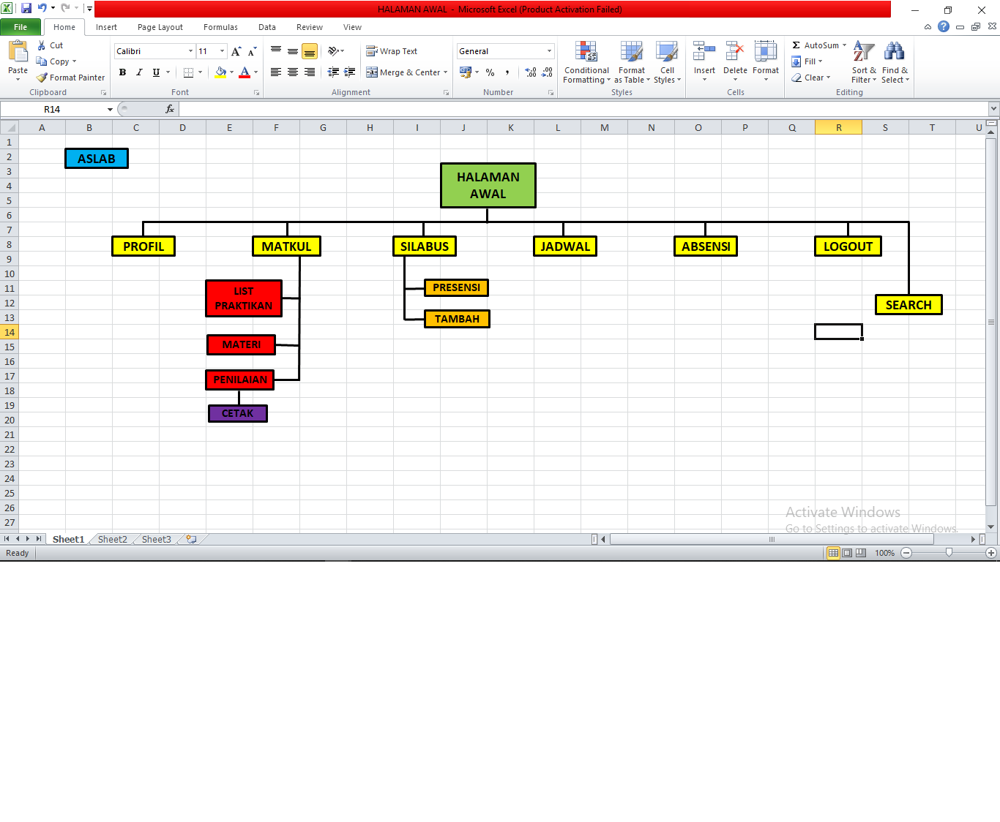 HALAMAN AWAL - Microsoft Excel (Product Activation Failed)
File Home Insert Page Layout Formulas Data Review View
Paste
Cut
Copy
Format Painter
Clipboard
Calibri 11
B I U
Font
Wrap Text
Merge & Center
Alignment
General
% , .00 .00
Number
Conditional Formatting
Format as Table
Cell Styles
Styles
Insert Delete Format
Cells
Σ AutoSum
Fill
Clear
Sort & Filter
Find & Select
Editing
R14 fx
A B C D E F G H I J K L M N O P Q R S T U
1
2
3
4
5
6
7
8
9
10
11
12
13
14
15
16
17
18
19
20
21
22
23
24
25
26
27
ASLAB
HALAMAN
AWAL
PROFIL MATKUL SILABUS JADWAL ABSENSI LOGOUT
LIST
PRAKTIKAN
PRESENSI
TAMBAH
SEARCH
MATERI
PENILAIAN
CETAK
Activate Windows
Go to Settings to activate Windows.
Sheet1 Sheet2 Sheet3
Ready 100%